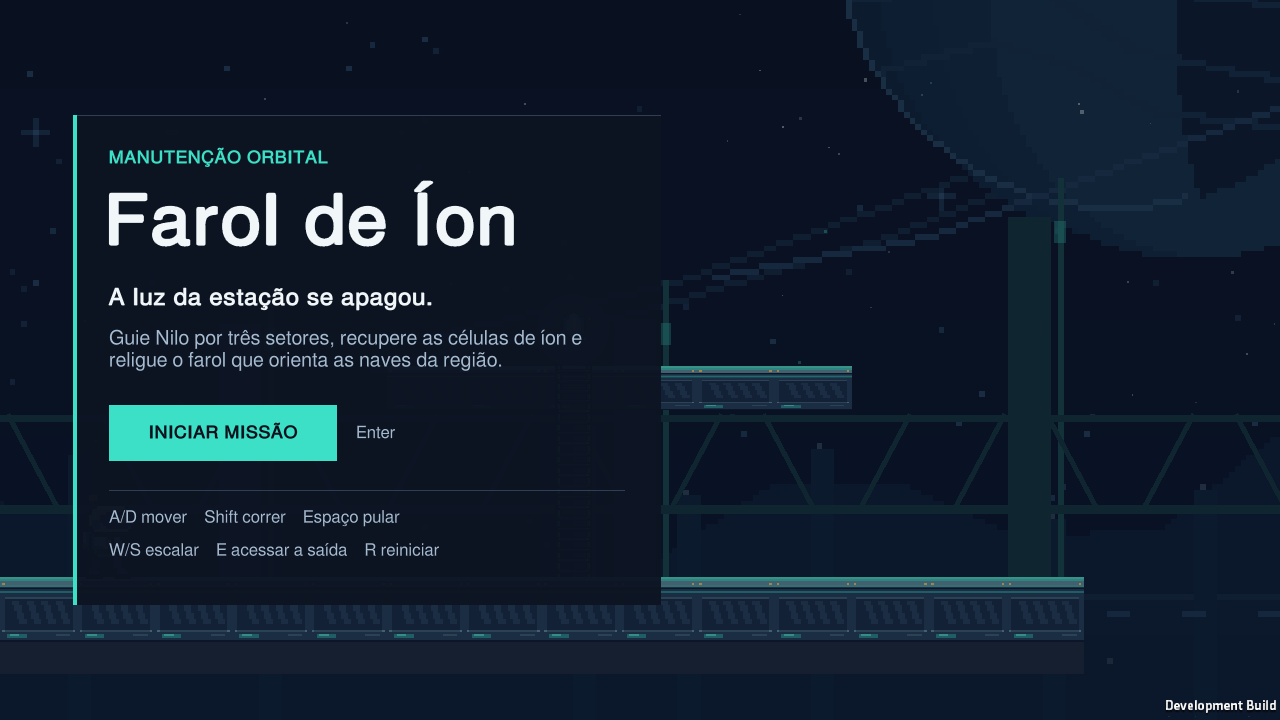 MANUTENÇÃO ORBITAL
Farol de Íon
A luz da estação se apagou.
Guie Nilo por três setores, recupere as células de íon e
religue o farol que orienta as naves da região.
INICIAR MISSÃO Enter
A/D mover Shift correr Espaço pular
W/S escalar E acessar a saída R reiniciar
Development Build